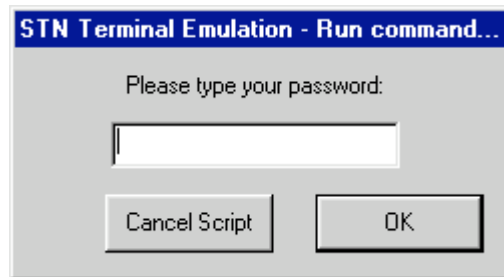 STN Terminal Emulation - Run command...
Please type your password:
Cancel Script
OK